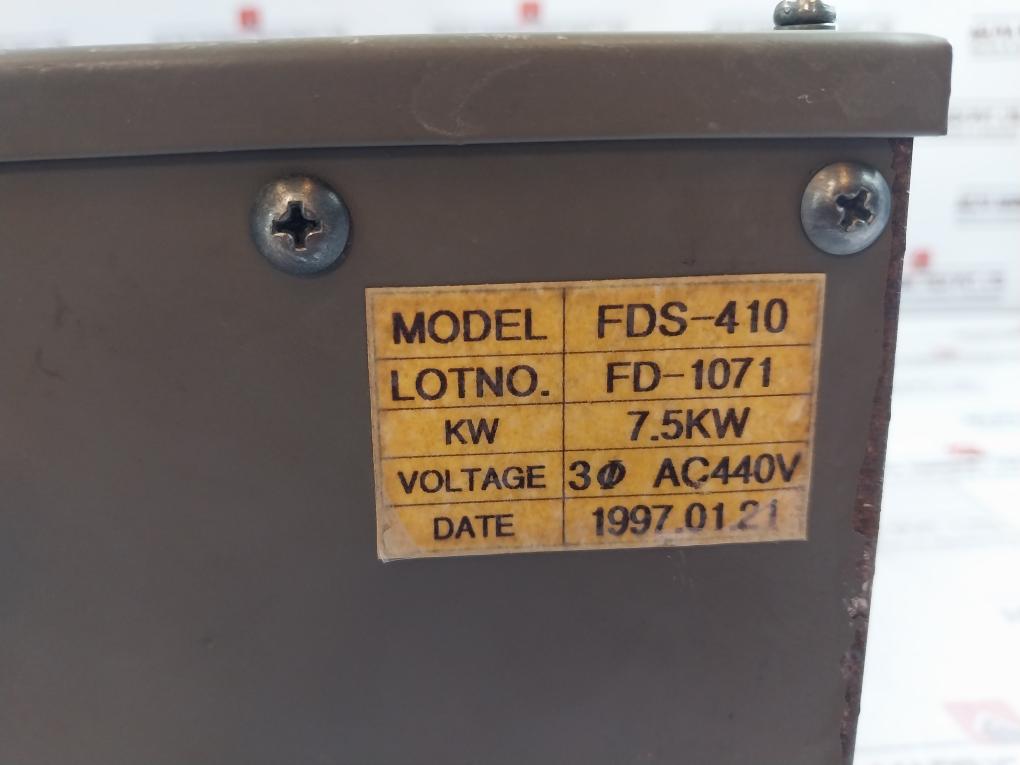 MODEL FDS-410
LOTNO. FD-1071
KW 7.5KW
VOLTAGE 3Φ AC440V
DATE 1997.01.21